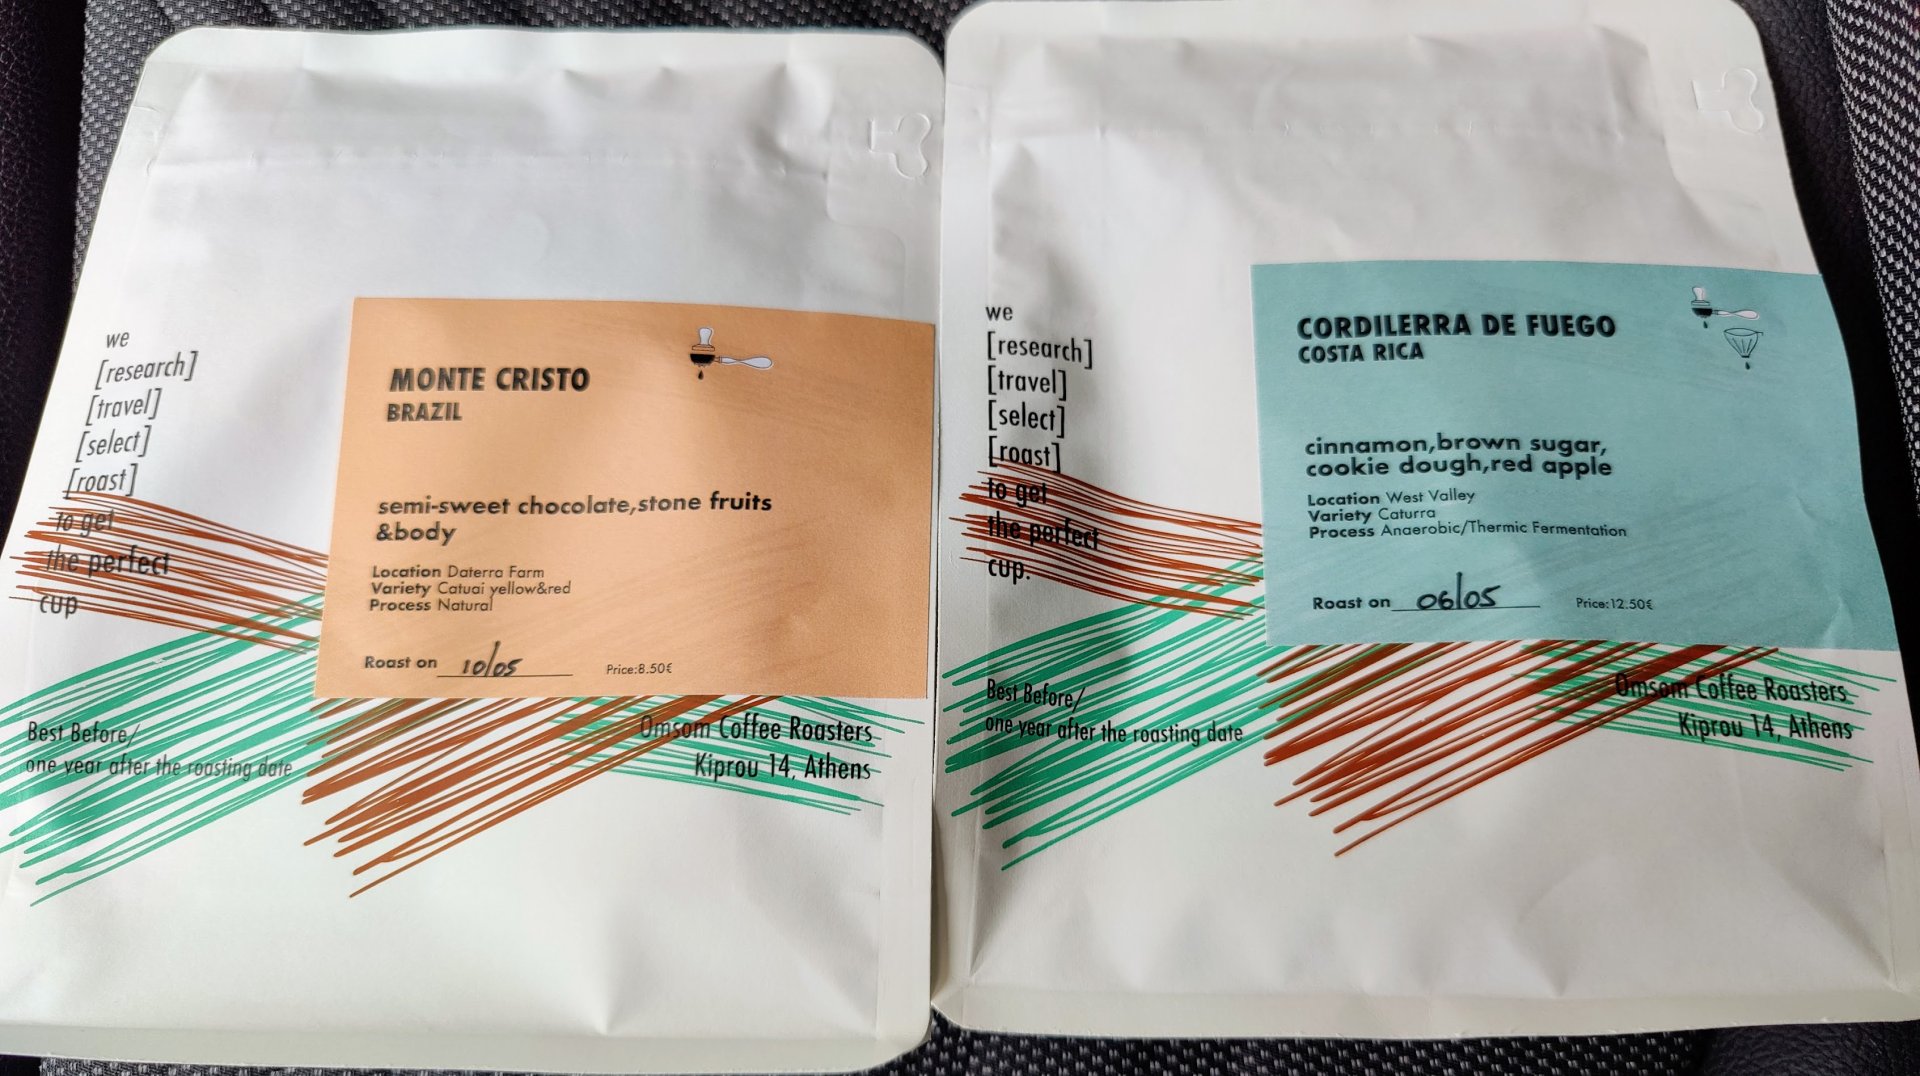 we
[research]
[travel]
[select]
[roast]
to get
the perfect
cup
MONTE CRISTO
BRAZIL
semi-sweet chocolate,stone fruits
&body
Location Daterra Farm
Variety Catuai yellow&red
Process Natural
Roast on 10/05 Price:8.50€
Best Before/
one year after the roasting date
Omsom Coffee Roasters
Kiprou 14, Athens
we
[research]
[travel]
[select]
[roast]
to get
the perfect
cup.
CORDILERRA DE FUEGO
COSTA RICA
cinnamon,brown sugar,
cookie dough,red apple
Location West Valley
Variety Caturra
Process Anaerobic/Thermic Fermentation
Roast on 06/05 Price:12.50€
Best Before/
one year after the roasting date
Omsom Coffee Roasters
Kiprou 14, Athens